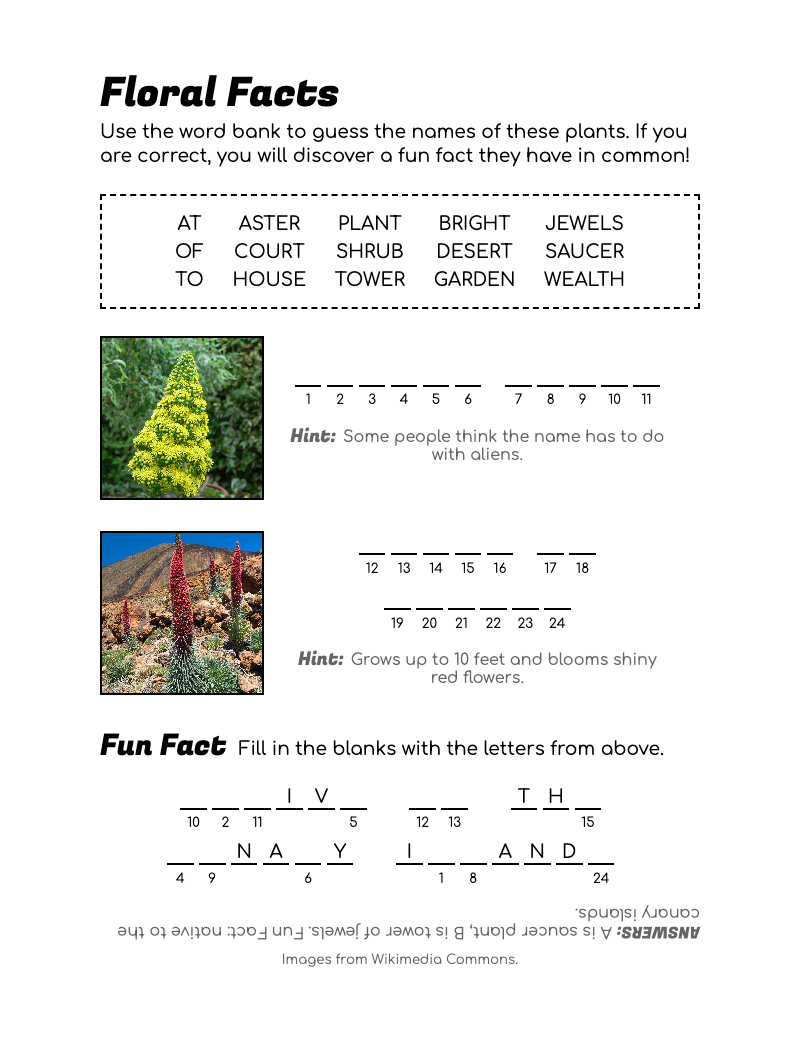 Floral Facts
Use the word bank to guess the names of these plants. If you
are correct, you will discover a fun fact they have in common!
AT ASTER PLANT BRIGHT JEWELS
OF COURT SHRUB DESERT SAUCER
TO HOUSE TOWER GARDEN WEALTH
1 2 3 4 5 6 7 8 9 10 11
Hint: Some people think the name has to do
with aliens.
12 13 14 15 16 17 18
19 20 21 22 23 24
Hint: Grows up to 10 feet and blooms shiny
red flowers.
Fun Fact Fill in the blanks with the letters from above.
I V T H
10 2 11 5 12 13 15
N A Y I A N D
4 9 6 1 8 24
ANSWERS: A is saucer plant, B is tower of jewels. Fun Fact: native to the
canary islands.
Images from Wikimedia Commons.